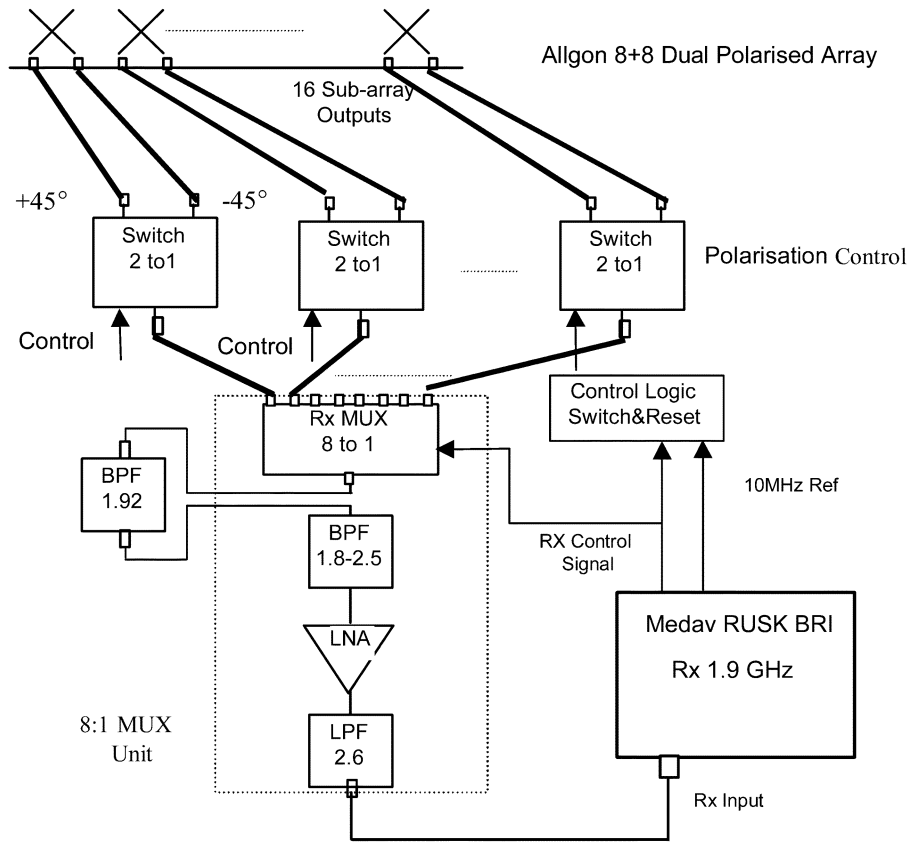 Allgon 8+8 Dual Polarised Array
16 Sub-array
Outputs
+45°
-45°
Switch
2 to1
Switch
2 to1
Switch
2 to1
Polarisation Control
Control
Control
Control Logic
Switch&Reset
Rx MUX
8 to 1
BPF
1.92
10MHz Ref
BPF
1.8-2.5
RX Control
Signal
LNA
Medav RUSK BRI
Rx 1.9 GHz
8:1 MUX
Unit
LPF
2.6
Rx Input